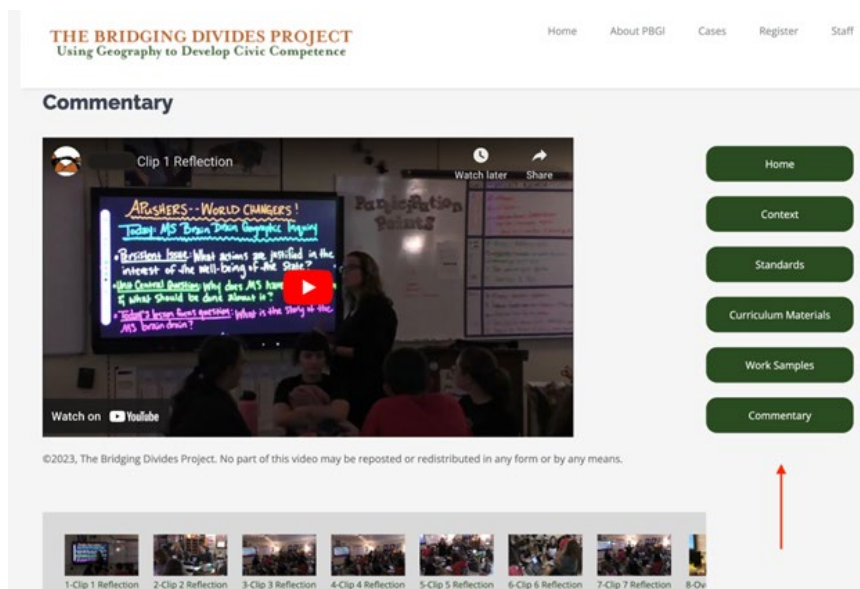 THE BRIDGING DIVIDES PROJECT
Using Geography to Develop Civic Competence
Home
About PBGI
Cases
Register
Staff
Commentary
Clip 1 Reflection
Watch later
Share
APUSHERS--WORLD CHANGERS!
Today: MS Brain Drain Geographic Inquiry
• Persistent Issue: What actions are justified in the
interest of the well-being of the State?
• Unit Central Question: Why does MS have
& what should be done about it?
• Today's lesson focus question: What is the story of the
MS brain drain?
Participation
Points
Watch on YouTube
Home
Context
Standards
Curriculum Materials
Work Samples
Commentary
©2023, The Bridging Divides Project. No part of this video may be reposted or redistributed in any form or by any means.
1-Clip 1 Reflection
2-Clip 2 Reflection
3-Clip 3 Reflection
4-Clip 4 Reflection
5-Clip 5 Reflection
6-Clip 6 Reflection
7-Clip 7 Reflection
8-Ov